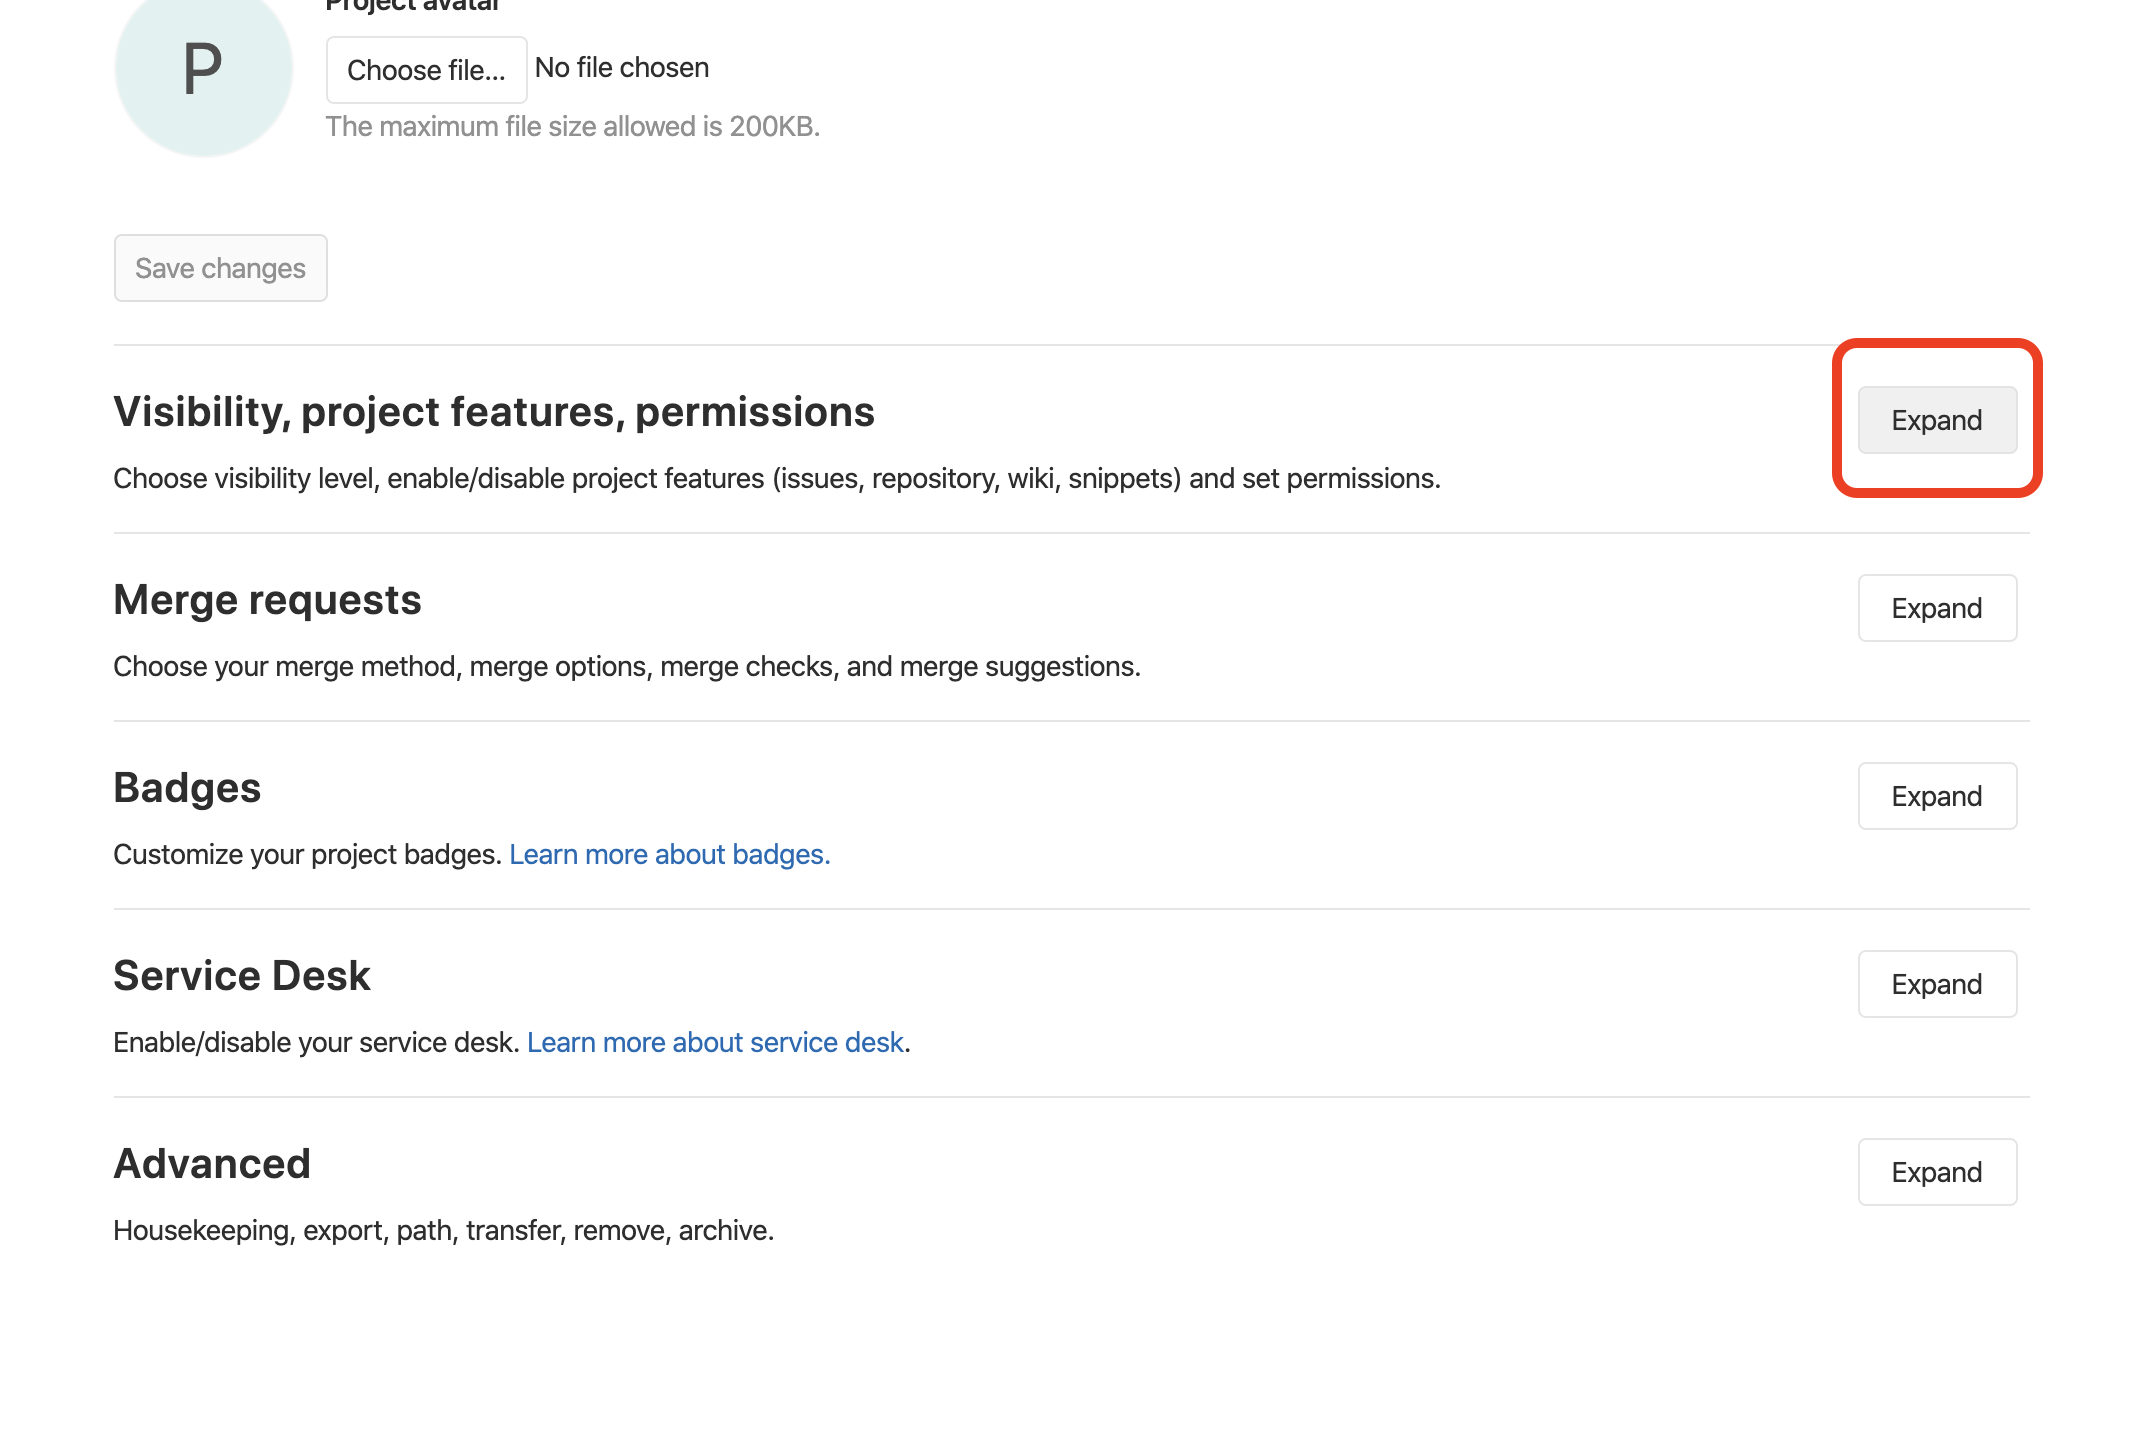 Project avatar
P
Choose file...
No file chosen
The maximum file size allowed is 200KB.
Save changes
Visibility, project features, permissions
Expand
Choose visibility level, enable/disable project features (issues, repository, wiki, snippets) and set permissions.
Merge requests
Expand
Choose your merge method, merge options, merge checks, and merge suggestions.
Badges
Expand
Customize your project badges. Learn more about badges.
Service Desk
Expand
Enable/disable your service desk. Learn more about service desk.
Advanced
Expand
Housekeeping, export, path, transfer, remove, archive.